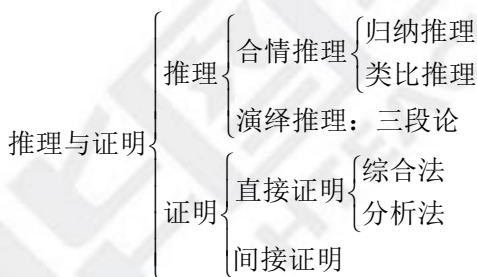 归纳推理
合情推理
类比推理
推理
演绎推理：三段论
推理与证明
综合法
直接证明
分析法
证明
间接证明